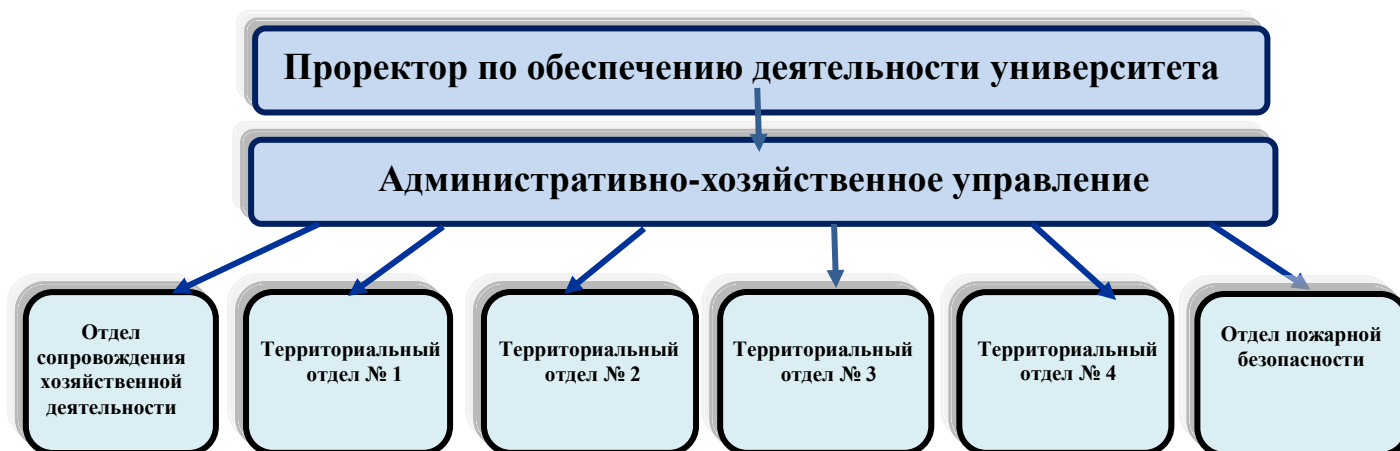 Проректор по обеспечению деятельности университета
Административно-хозяйственное управление
Отдел
сопровождения
хозяйственной
деятельности
Территориальный
отдел № 1
Территориальный
отдел № 2
Территориальный
отдел № 3
Территориальный
отдел № 4
Отдел пожарной
безопасности